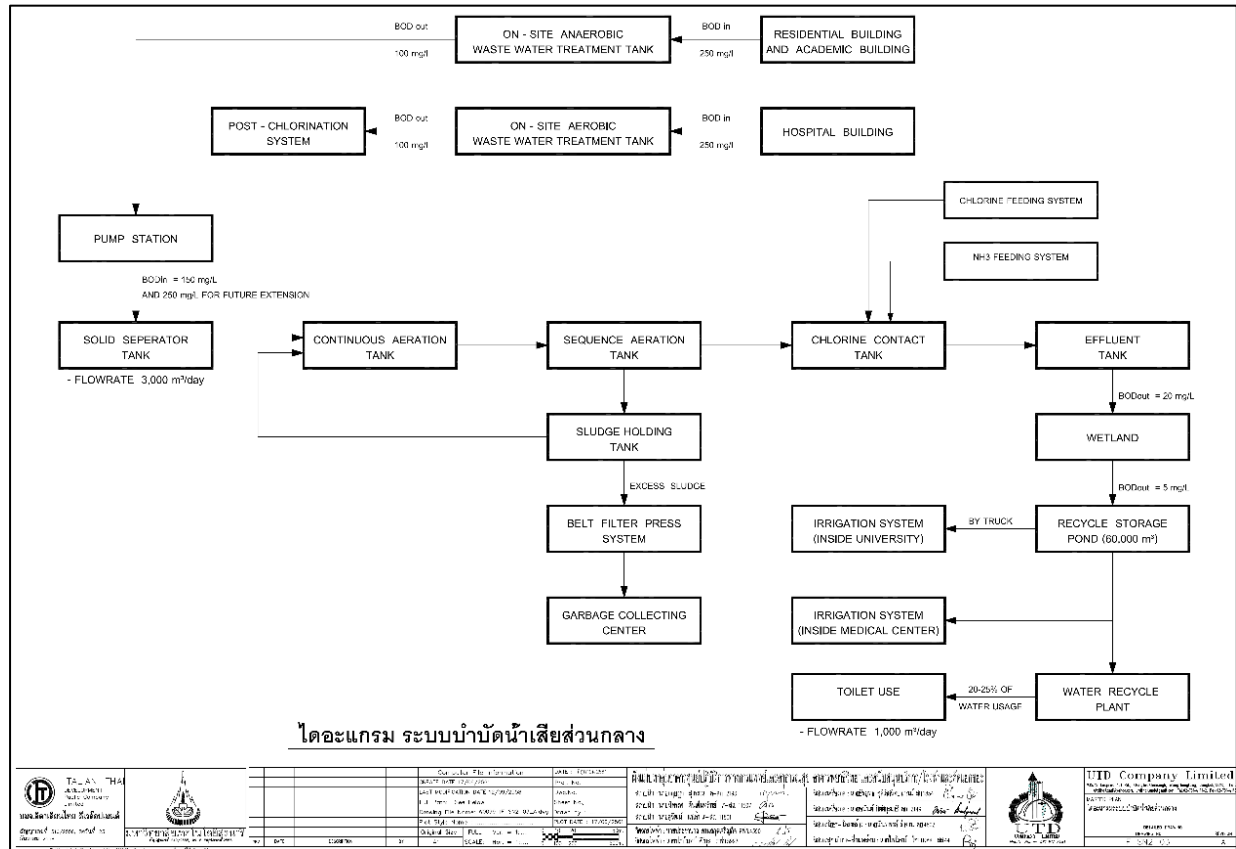 BOD out
100 mg/l
ON - SITE ANAEROBIC
WASTE WATER TREATMENT TANK
BOD in
250 mg/l
RESIDENTIAL BUILDING
AND ACADEMIC BUILDING
POST - CHLORINATION
SYSTEM
BOD out
100 mg/l
ON - SITE AEROBIC
WASTE WATER TREATMENT TANK
BOD in
250 mg/l
HOSPITAL BUILDING
CHLORINE FEEDING SYSTEM
NH3 FEEDING SYSTEM
PUMP STATION
BODin = 150 mg/L
AND 250 mg/L FOR FUTURE EXTENSION
SOLID SEPERATOR
TANK
- FLOWRATE 3,000 m³/day
CONTINUOUS AERATION
TANK
SEQUENCE AERATION
TANK
CHLORINE CONTACT
TANK
EFFLUENT
TANK
BODout = 20 mg/L
SLUDGE HOLDING
TANK
WETLAND
EXCESS SLUDGE
BODout = 5 mg/L
BELT FILTER PRESS
SYSTEM
IRRIGATION SYSTEM
(INSIDE UNIVERSITY)
BY TRUCK
RECYCLE STORAGE
POND (60,000 m³)
GARBAGE COLLECTING
CENTER
IRRIGATION SYSTEM
(INSIDE MEDICAL CENTER)
TOILET USE
20-25% OF
WATER USAGE
WATER RECYCLE
PLANT
- FLOWRATE 1,000 m³/day
ไดอะแกรม ระบบบำบัดน้ำเสียส่วนกลาง
DEVELOPMENT
Computer File Information
UTD
UTD Company Limited